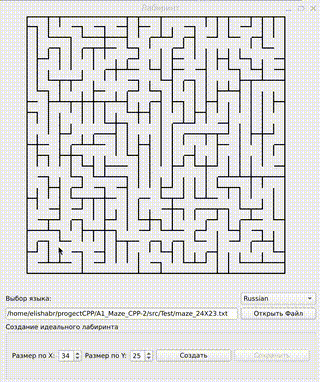 Лабиринт
Выбор языка:
Russian
/home/elishabr/progectCPP/A1_Maze_CPP-2/src/Test/maze_24X23.txt
Открыть Файл
Создание идеального лабиринта
Размер по X: 34 Размер по Y: 25 Создать Сохранить